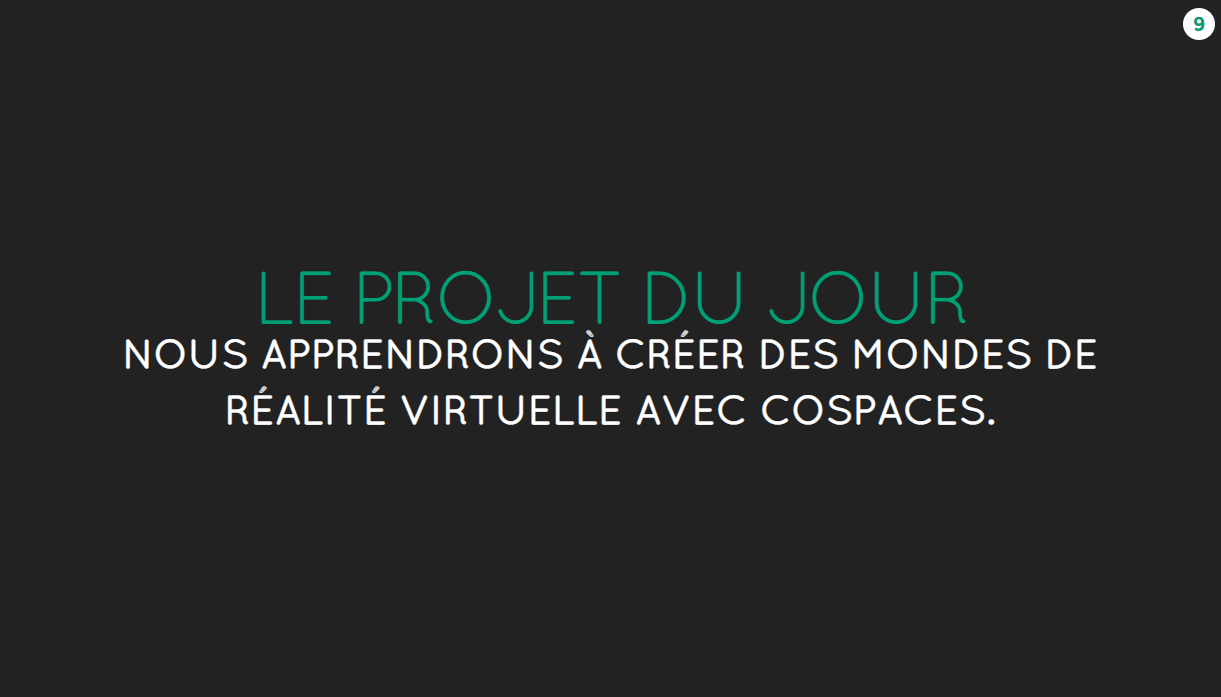 9
LE PROJET DU JOUR
NOUS APPRENDRONS À CRÉER DES MONDES DE
RÉALITÉ VIRTUELLE AVEC COSPACES.